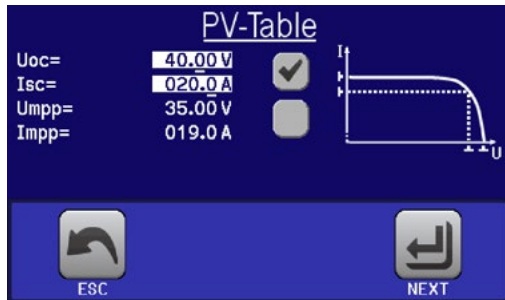 PV-Table
Uoc= 40.00 V
Isc= 020.0 A
Umpp= 35.00 V
Impp= 019.0 A
I
U
ESC
NEXT